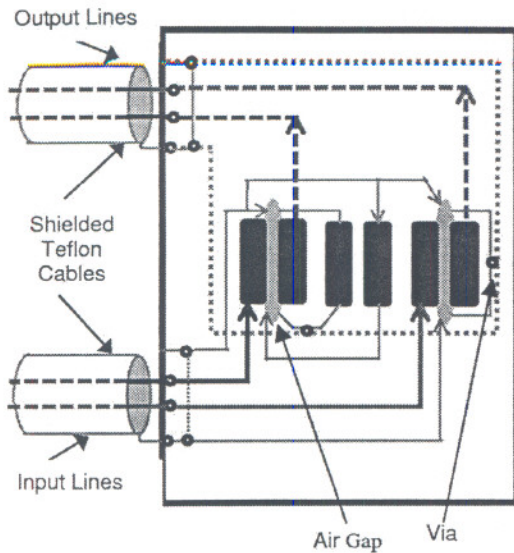 Output Lines
Shielded
Teflon
Cables
Input Lines
Air Gap
Via